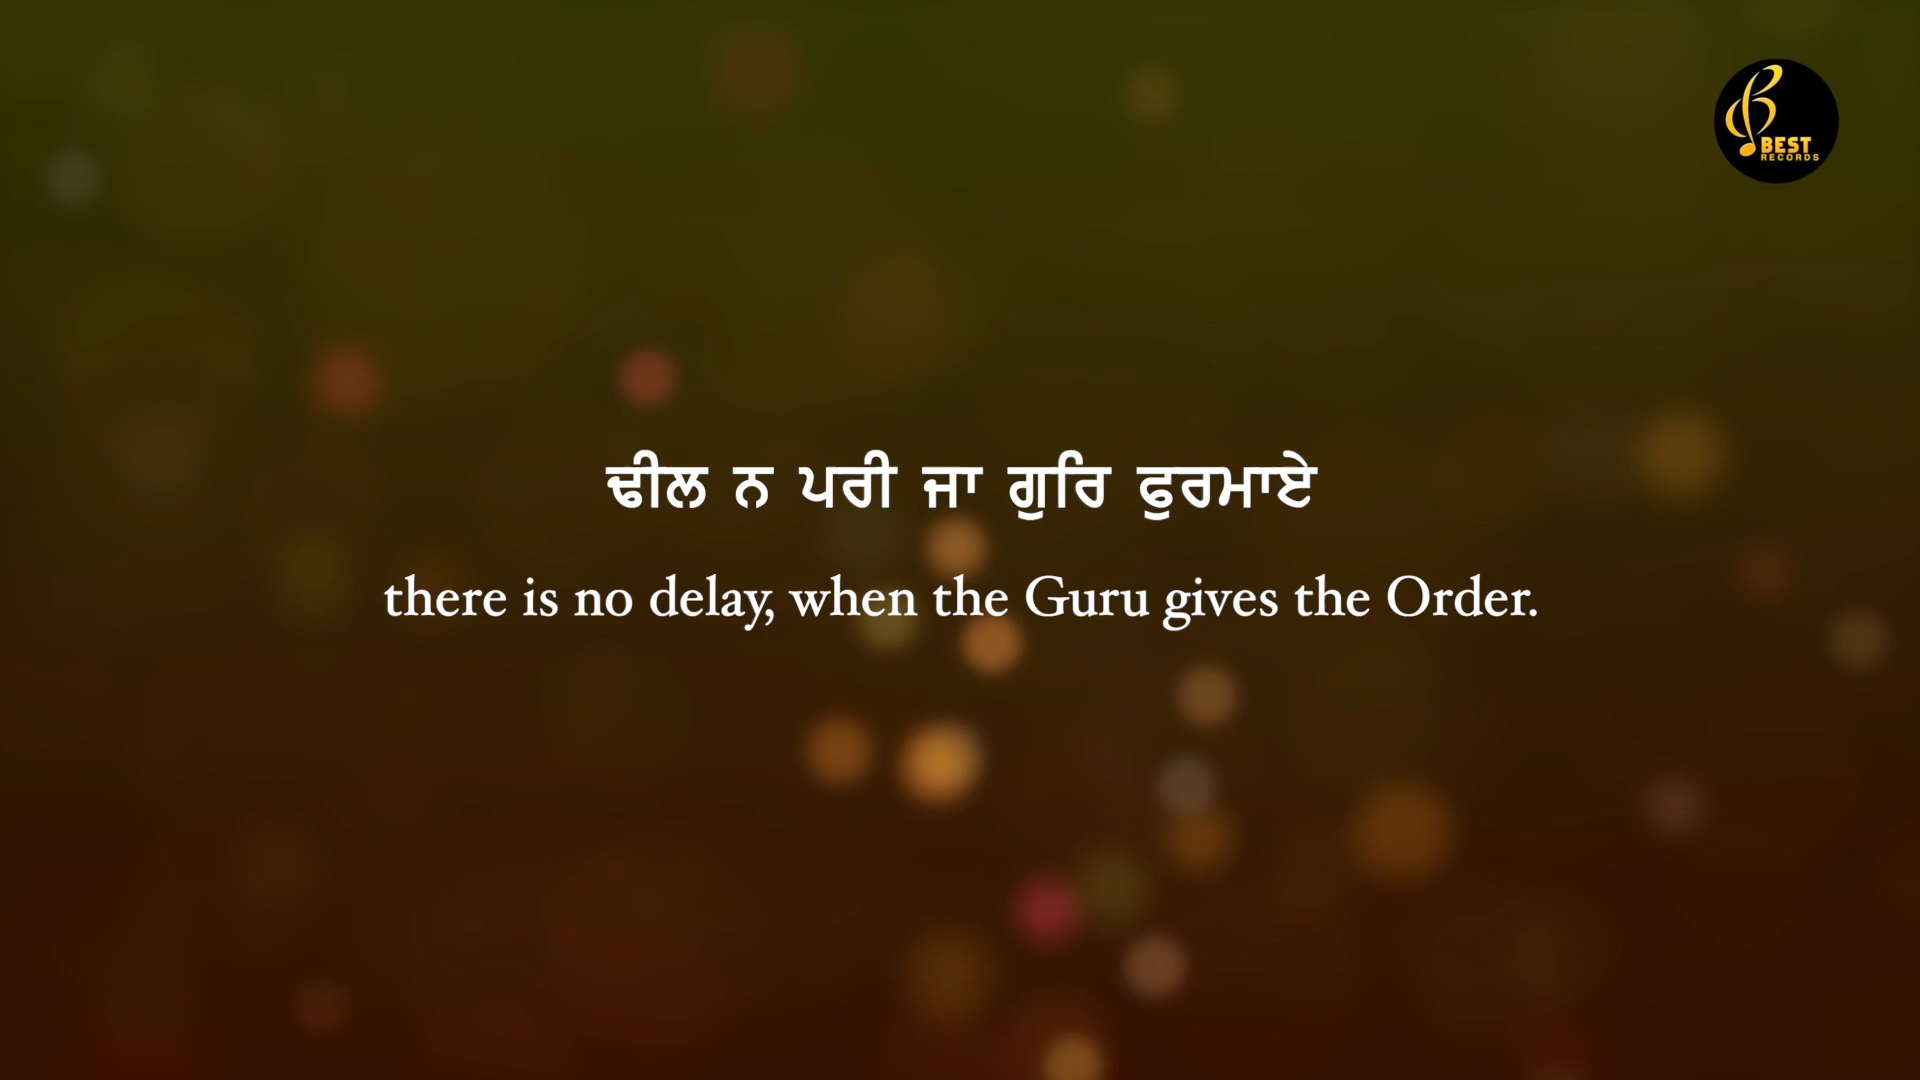 BEST
RECORDS
ਢੀਲ ਨ ਪਰੀ ਜਾ ਗੁਰਿ ਫੁਰਮਾਏ
there is no delay, when the Guru gives the Order.